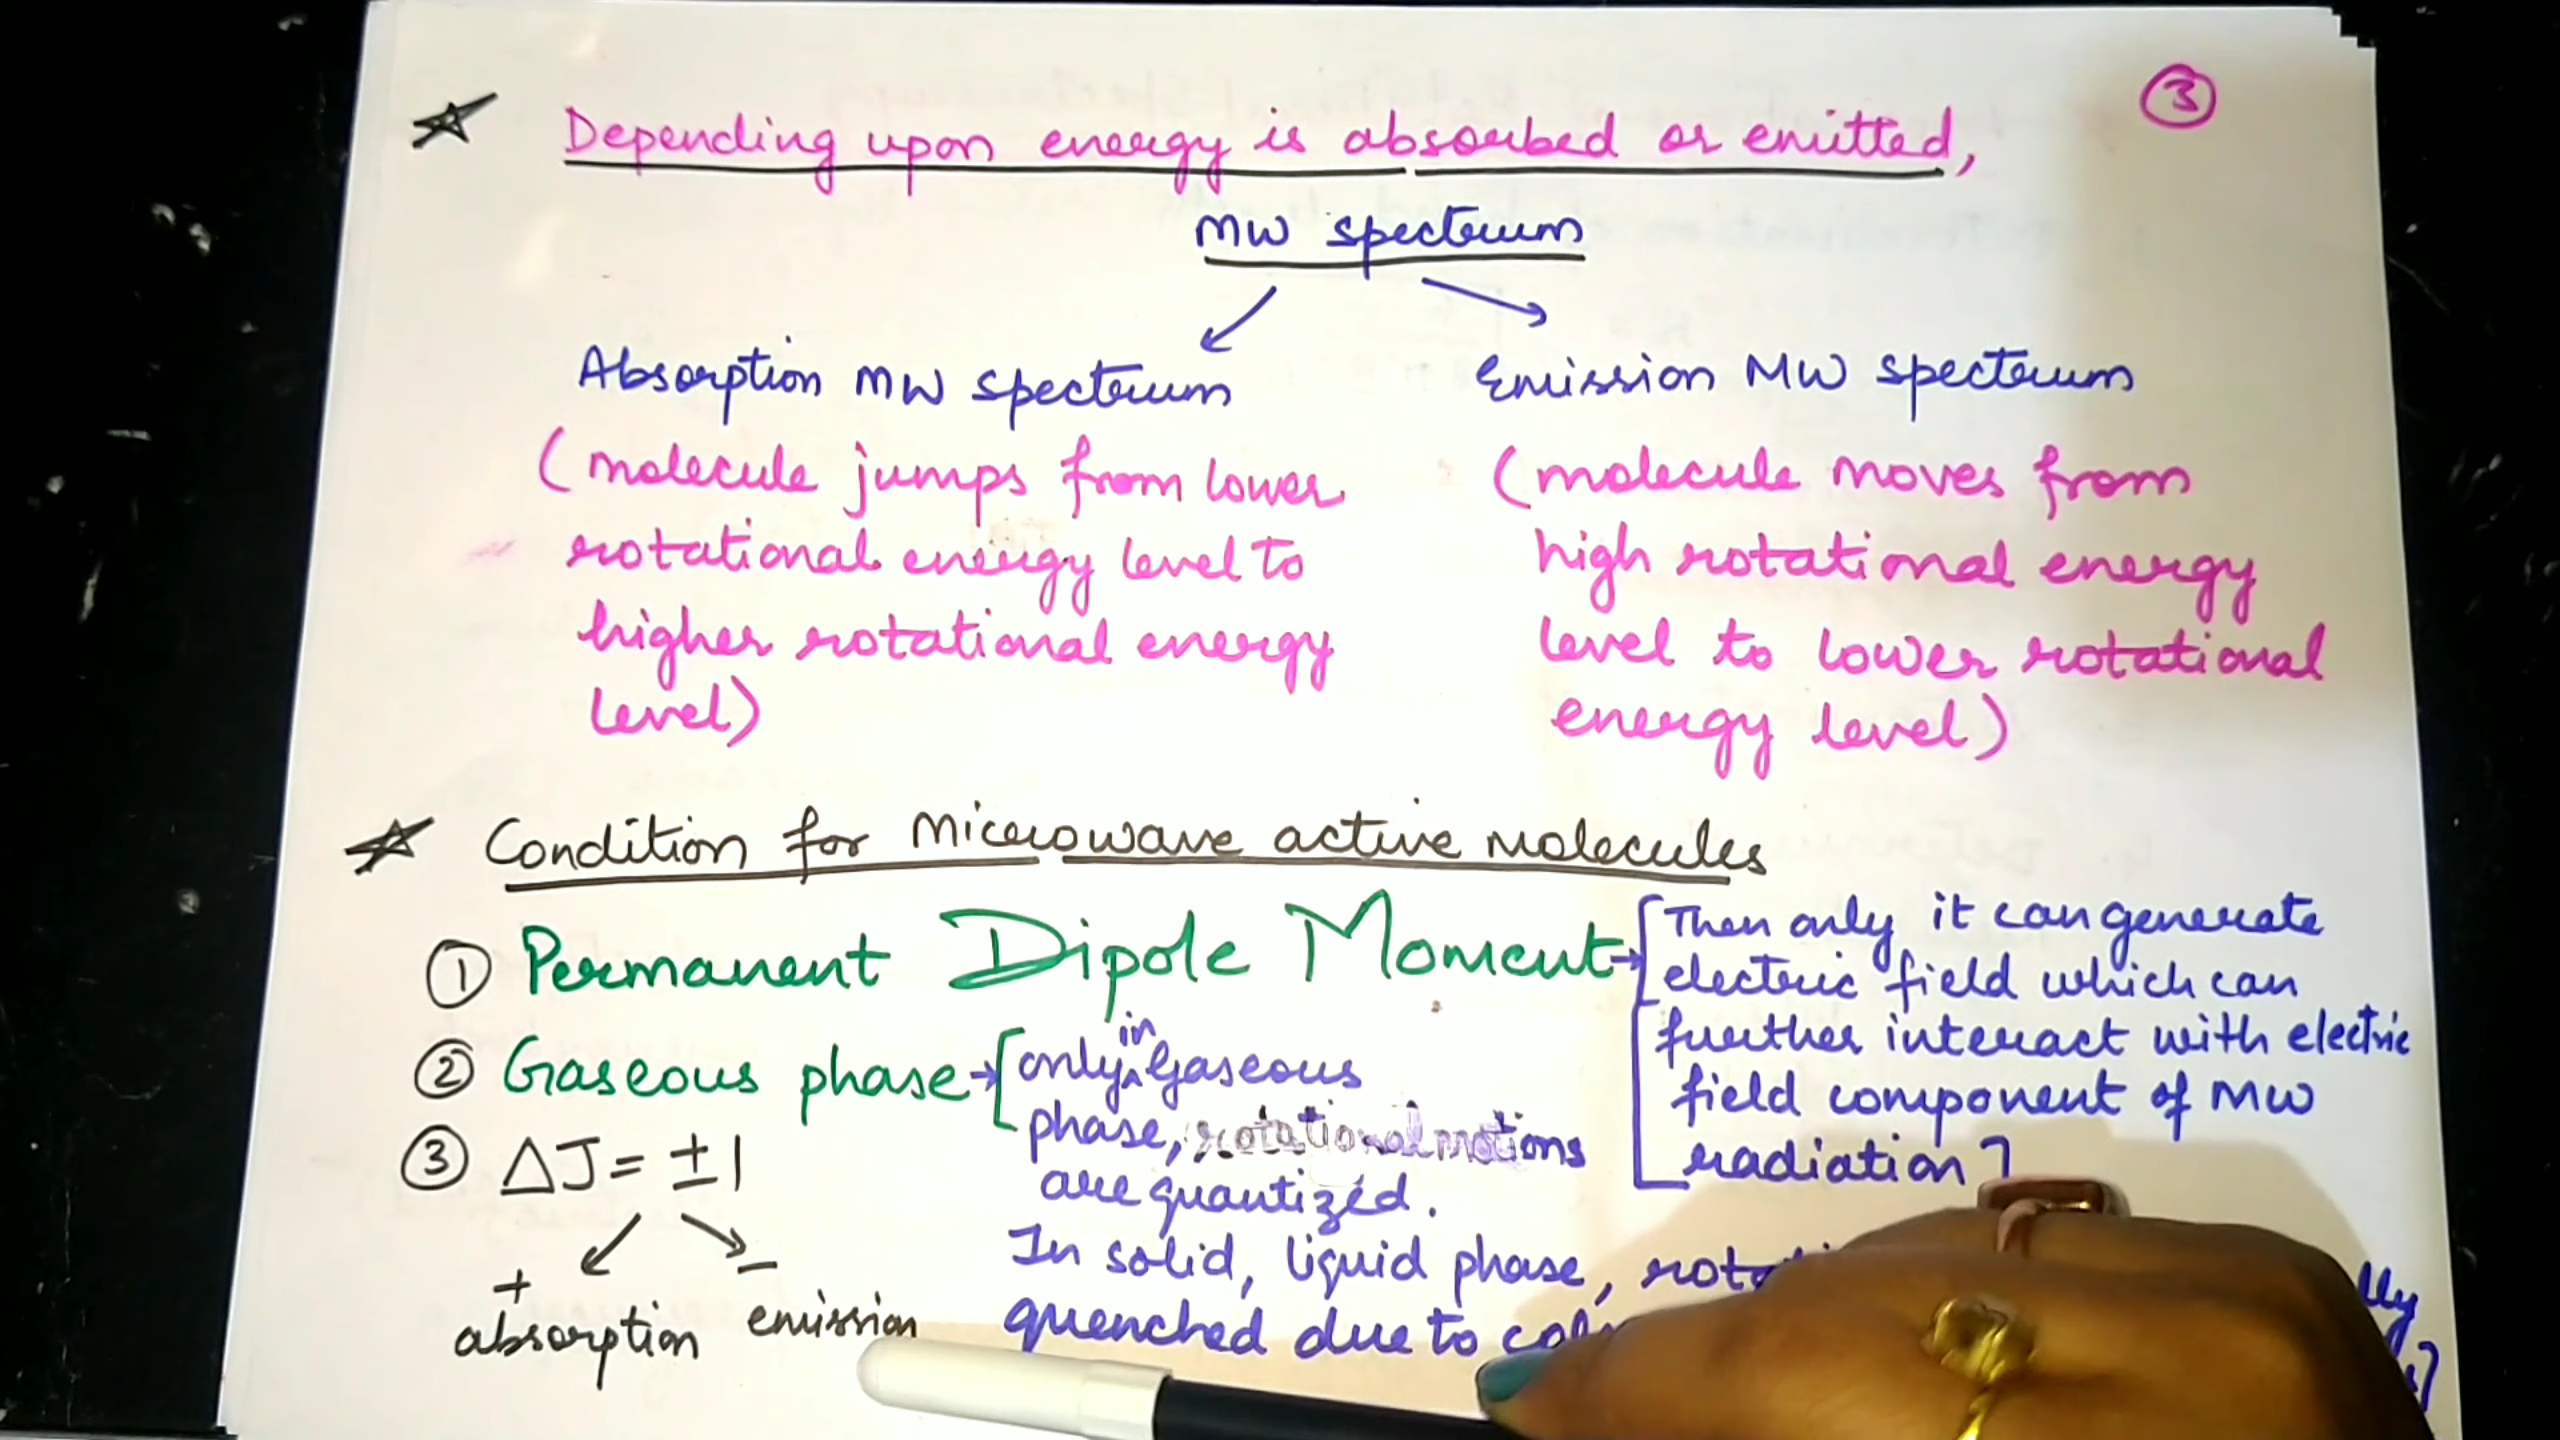 ③
Depending upon energy is absorbed or emitted,
MW spectrum
Absorption MW spectrum
(molecule jumps from lower
rotational energy level to
higher rotational energy
level)
Emission MW spectrum
(molecule moves from
high rotational energy
level to lower rotational
energy level)
Condition for Microwave active Molecules
① Permanent Dipole Moment → [Then only it can generate
electric field which can
further interact with electric
field component of MW
radiation]
② Gaseous phase → [only in Gaseous
phase, rotational motions
are quantized.
In solid, liquid phase,
quenched due to
③ ΔJ = ±1
+ −
absorption emission